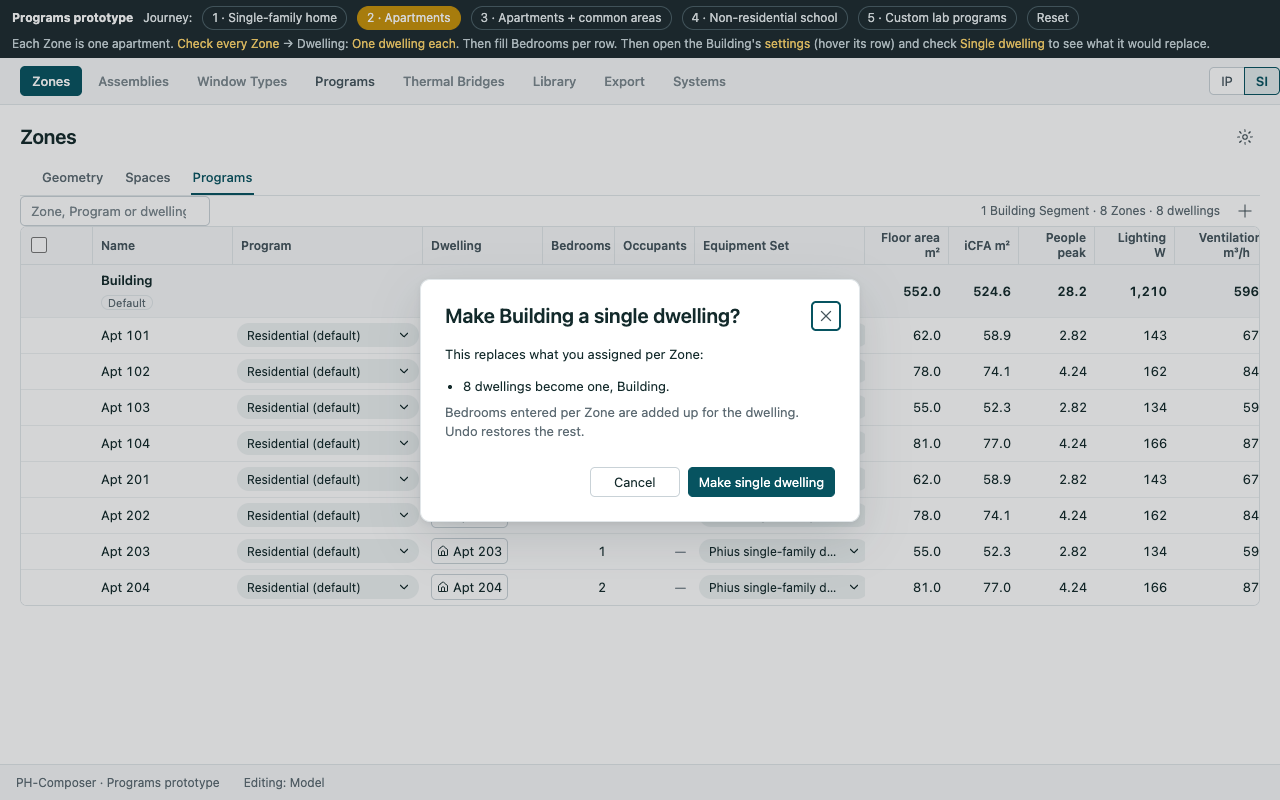 Programs prototype Journey: 1 · Single-family home 2 · Apartments 3 · Apartments + common areas 4 · Non-residential school 5 · Custom lab programs Reset
Each Zone is one apartment. Check every Zone → Dwelling: One dwelling each. Then fill Bedrooms per row. Then open the Building's settings (hover its row) and check Single dwelling to see what it would replace.
Zones Assemblies Window Types Programs Thermal Bridges Library Export Systems IP SI
Zones
Geometry Spaces Programs
Zone, Program or dwelling 1 Building Segment · 8 Zones · 8 dwellings
Name Program Dwelling Bedrooms Occupants Equipment Set Floor area m² iCFA m² People peak Lighting W Ventilation m³/h
Building 552.0 524.6 28.2 1,210 596
Default
Apt 101 Residential (default) 62.0 58.9 2.82 143 67
Apt 102 Residential (default) 78.0 74.1 4.24 162 84
Apt 103 Residential (default) 55.0 52.3 2.82 134 59
Apt 104 Residential (default) 81.0 77.0 4.24 166 87
Apt 201 Residential (default) 62.0 58.9 2.82 143 67
Apt 202 Residential (default) 78.0 74.1 4.24 162 84
Apt 203 Residential (default) Apt 203 1 — Phius single-family d... 55.0 52.3 2.82 134 59
Apt 204 Residential (default) Apt 204 2 — Phius single-family d... 81.0 77.0 4.24 166 87
Make Building a single dwelling?
This replaces what you assigned per Zone:
• 8 dwellings become one, Building.
Bedrooms entered per Zone are added up for the dwelling.
Undo restores the rest.
Cancel Make single dwelling
PH-Composer · Programs prototype Editing: Model